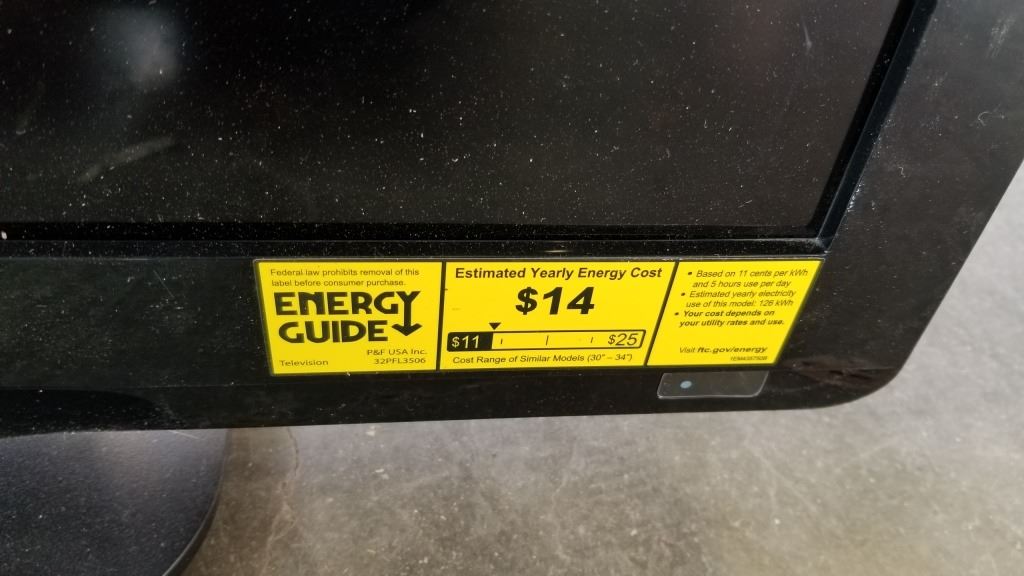 Federal law prohibits removal of this
label before consumer purchase.
ENERGY
GUIDE
P&F USA Inc.
Television
32PFL3506
Estimated Yearly Energy Cost
$14
$11
$25
Cost Range of Similar Models (30" – 34")
• Based on 11 cents per kWh
and 5 hours use per day
• Estimated yearly electricity
use of this model: 126 kWh
• Your cost depends on
your utility rates and use.
Visit ftc.gov/energy